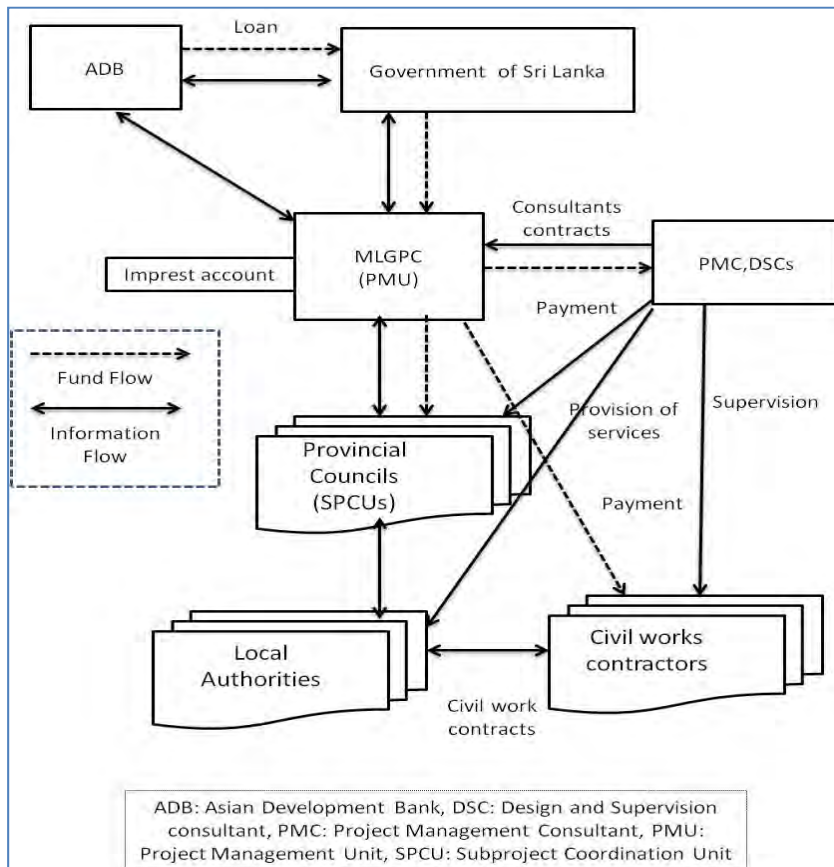 Loan
ADB
Government of Sri Lanka
Consultants
contracts
MLGPC
(PMU)
PMC,DSCs
Imprest account
Payment
Fund Flow
Information
Flow
Provision of
services
Supervision
Provincial
Councils
(SPCUs)
Payment
Local
Authorities
Civil works
contractors
Civil work
contracts
ADB: Asian Development Bank, DSC: Design and Supervision
consultant, PMC: Project Management Consultant, PMU:
Project Management Unit, SPCU: Subproject Coordination Unit